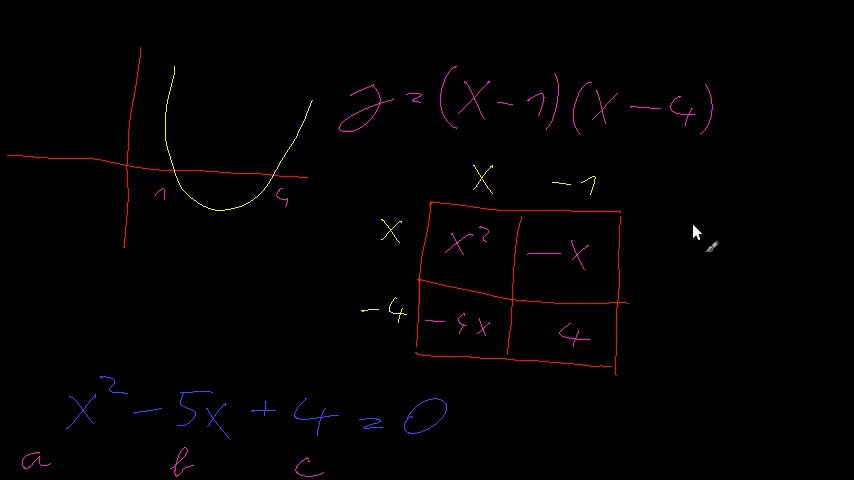 y = (x - 1)(x - 4)
1 4
x -1
x x² -x
-4 -4x 4
x² - 5x + 4 = 0
a b c